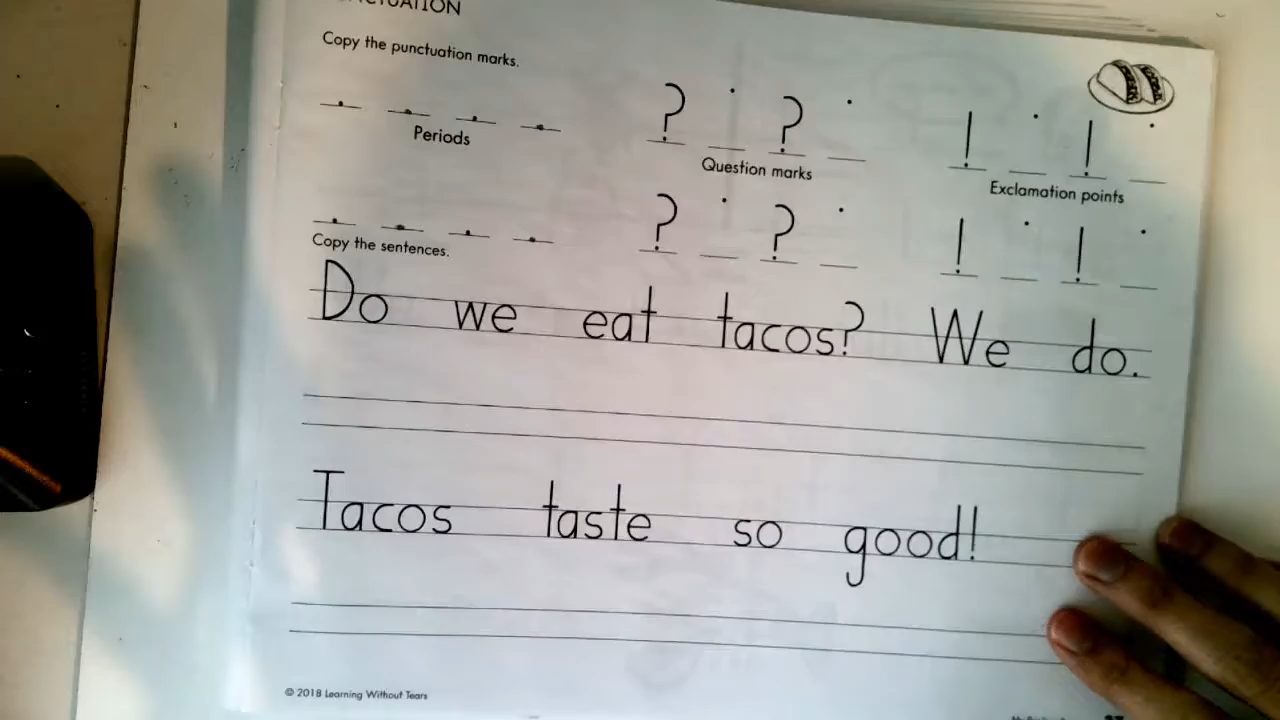 Copy the punctuation marks.
? ? ! !
Periods Question marks Exclamation points
? ? ! !
Copy the sentences.
Do we eat tacos? We do.
Tacos taste so good!
© 2018 Learning Without Tears